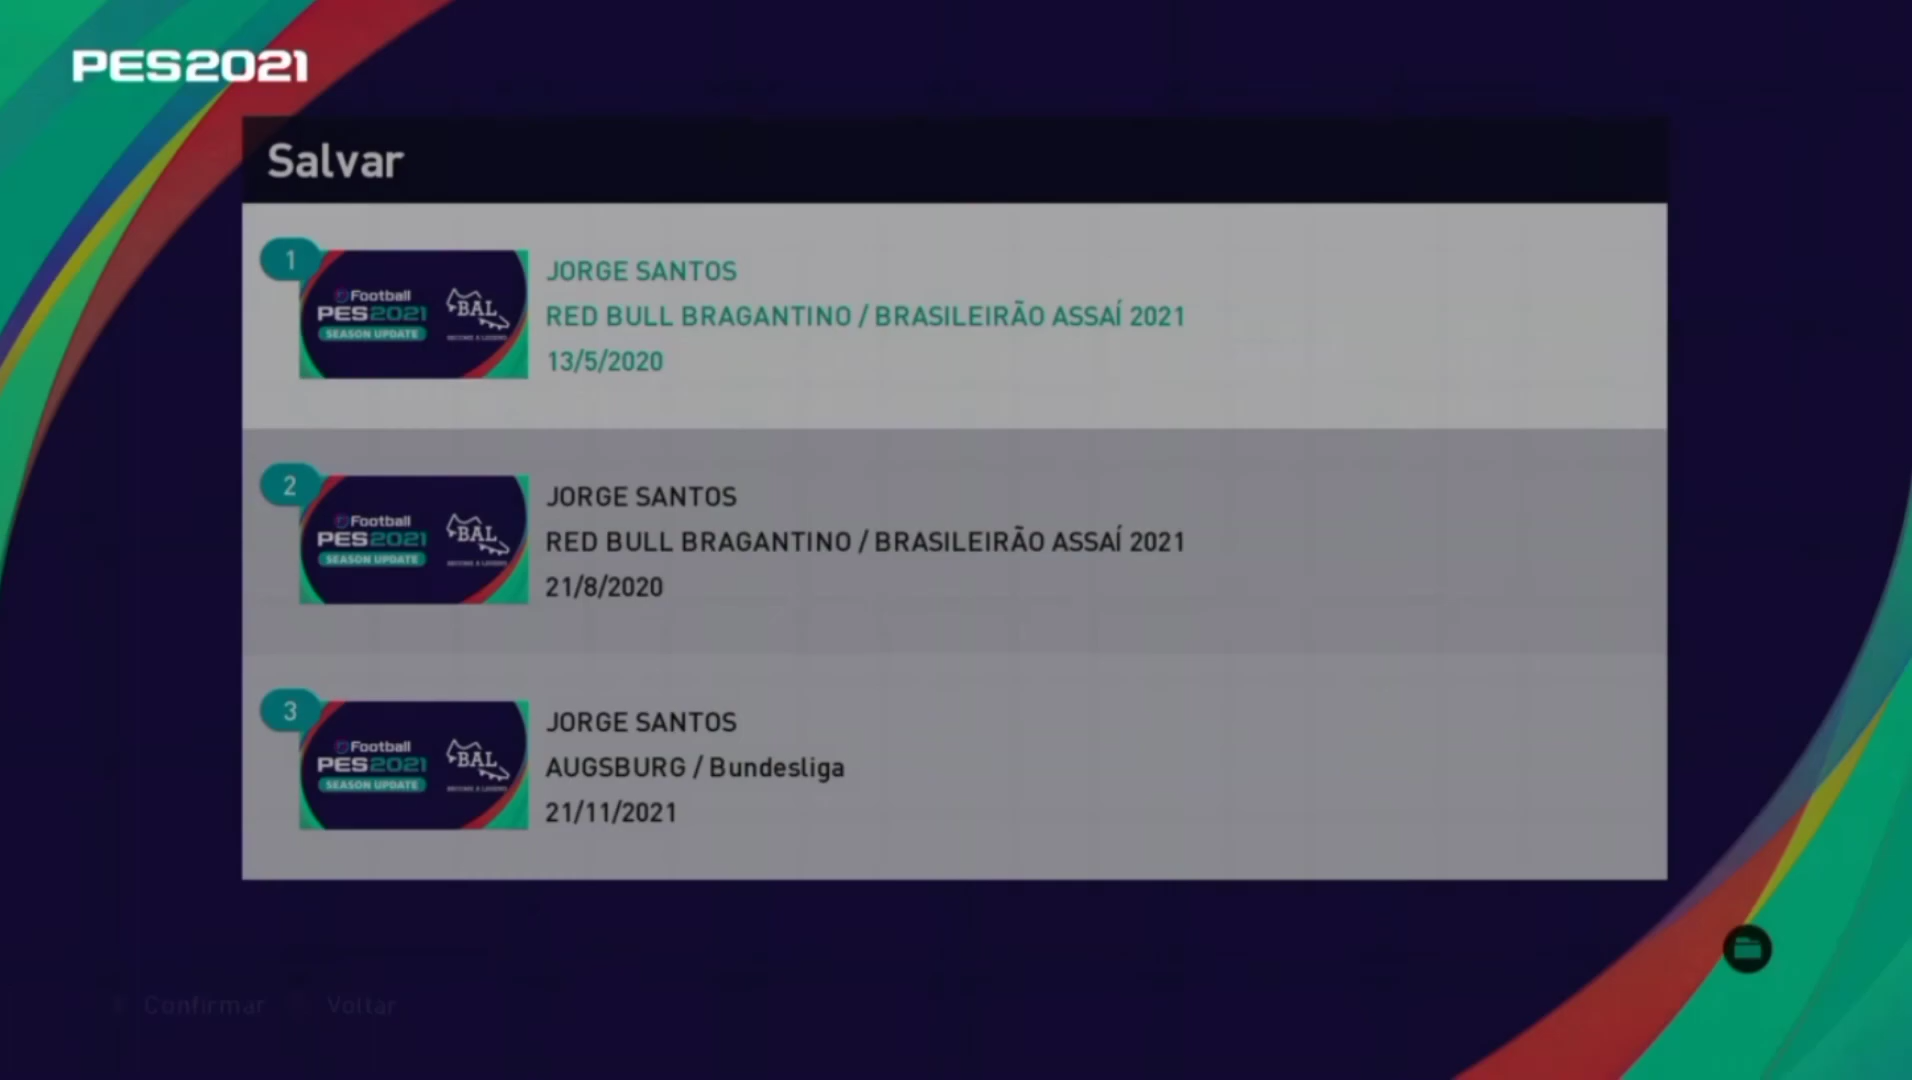 PES2021
Salvar
1
Football
PES2021
SEASON UPDATE
BAL
JORGE SANTOS
RED BULL BRAGANTINO / BRASILEIRÃO ASSAÍ 2021
13/5/2020
2
Football
PES2021
SEASON UPDATE
BAL
JORGE SANTOS
RED BULL BRAGANTINO / BRASILEIRÃO ASSAÍ 2021
21/8/2020
3
Football
PES2021
SEASON UPDATE
BAL
JORGE SANTOS
AUGSBURG / Bundesliga
21/11/2021
Confirmar Voltar